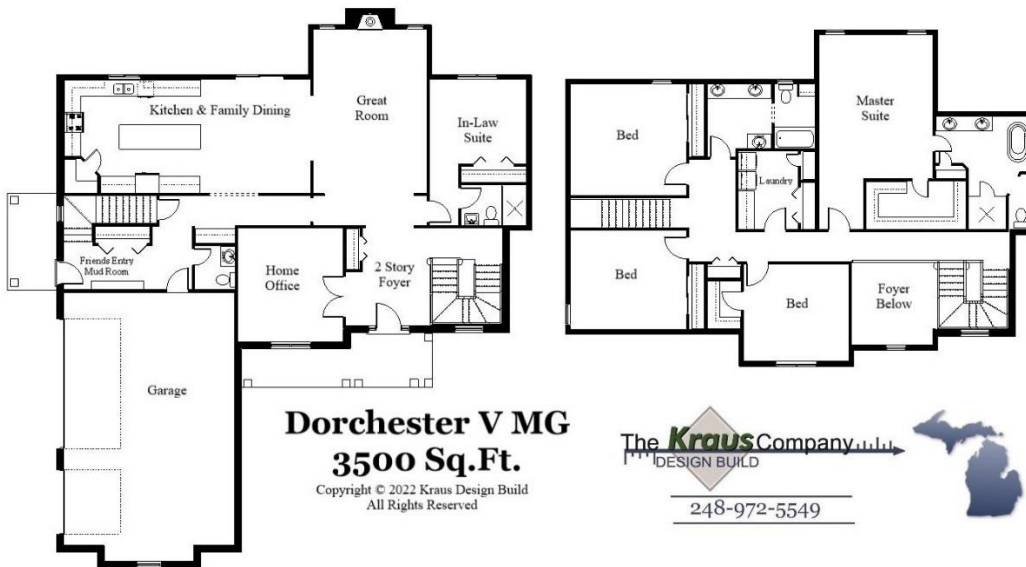 Kitchen & Family Dining
Great
Room
In-Law
Suite
Friends Entry
Mud Room
Home
Office
2 Story
Foyer
Garage
Bed
Master
Suite
Laundry
Bed
Bed
Foyer
Below
Dorchester V MG
3500 Sq.Ft.
Copyright © 2022 Kraus Design Build
All Rights Reserved
The Kraus Company
DESIGN BUILD
248-972-5549